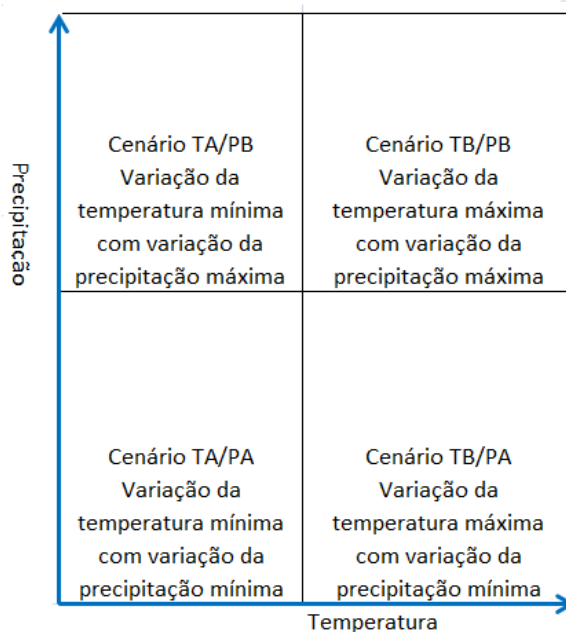 Precipitação
Cenário TA/PB
Variação da
temperatura mínima
com variação da
precipitação máxima
Cenário TB/PB
Variação da
temperatura máxima
com variação da
precipitação máxima
Cenário TA/PA
Variação da
temperatura mínima
com variação da
precipitação mínima
Cenário TB/PA
Variação da
temperatura máxima
com variação da
precipitação mínima
Temperatura